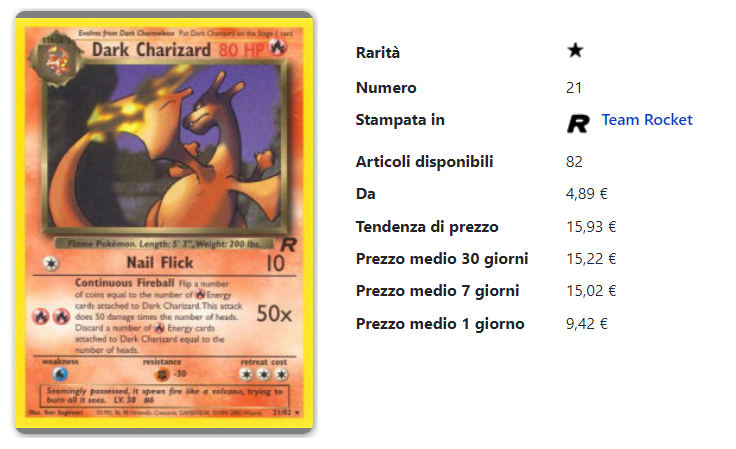 Evolves from Dark Charmeleon Put Dark Charizard on the Stage 1 card
STAGE 2
Dark Charizard 80 HP
Flame Pokémon. Length: 5' 7", Weight: 200 lbs.
R
Nail Flick 10
Continuous Fireball Flip a number
of coins equal to the number of Energy
cards attached to Dark Charizard. This attack
does 50 damage times the number of heads.
Discard a number of Energy cards
attached to Dark Charizard equal to the
number of heads.
50x
weakness resistance retreat cost
-30
Seemingly possessed, it spews fire like a volcano, trying to
burn all it sees. LV. 38 #6
Illus. Ken Sugimori
21/82 ★
Rarità ★
Numero 21
Stampata in R Team Rocket
Articoli disponibili 82
Da 4,89 €
Tendenza di prezzo 15,93 €
Prezzo medio 30 giorni 15,22 €
Prezzo medio 7 giorni 15,02 €
Prezzo medio 1 giorno 9,42 €